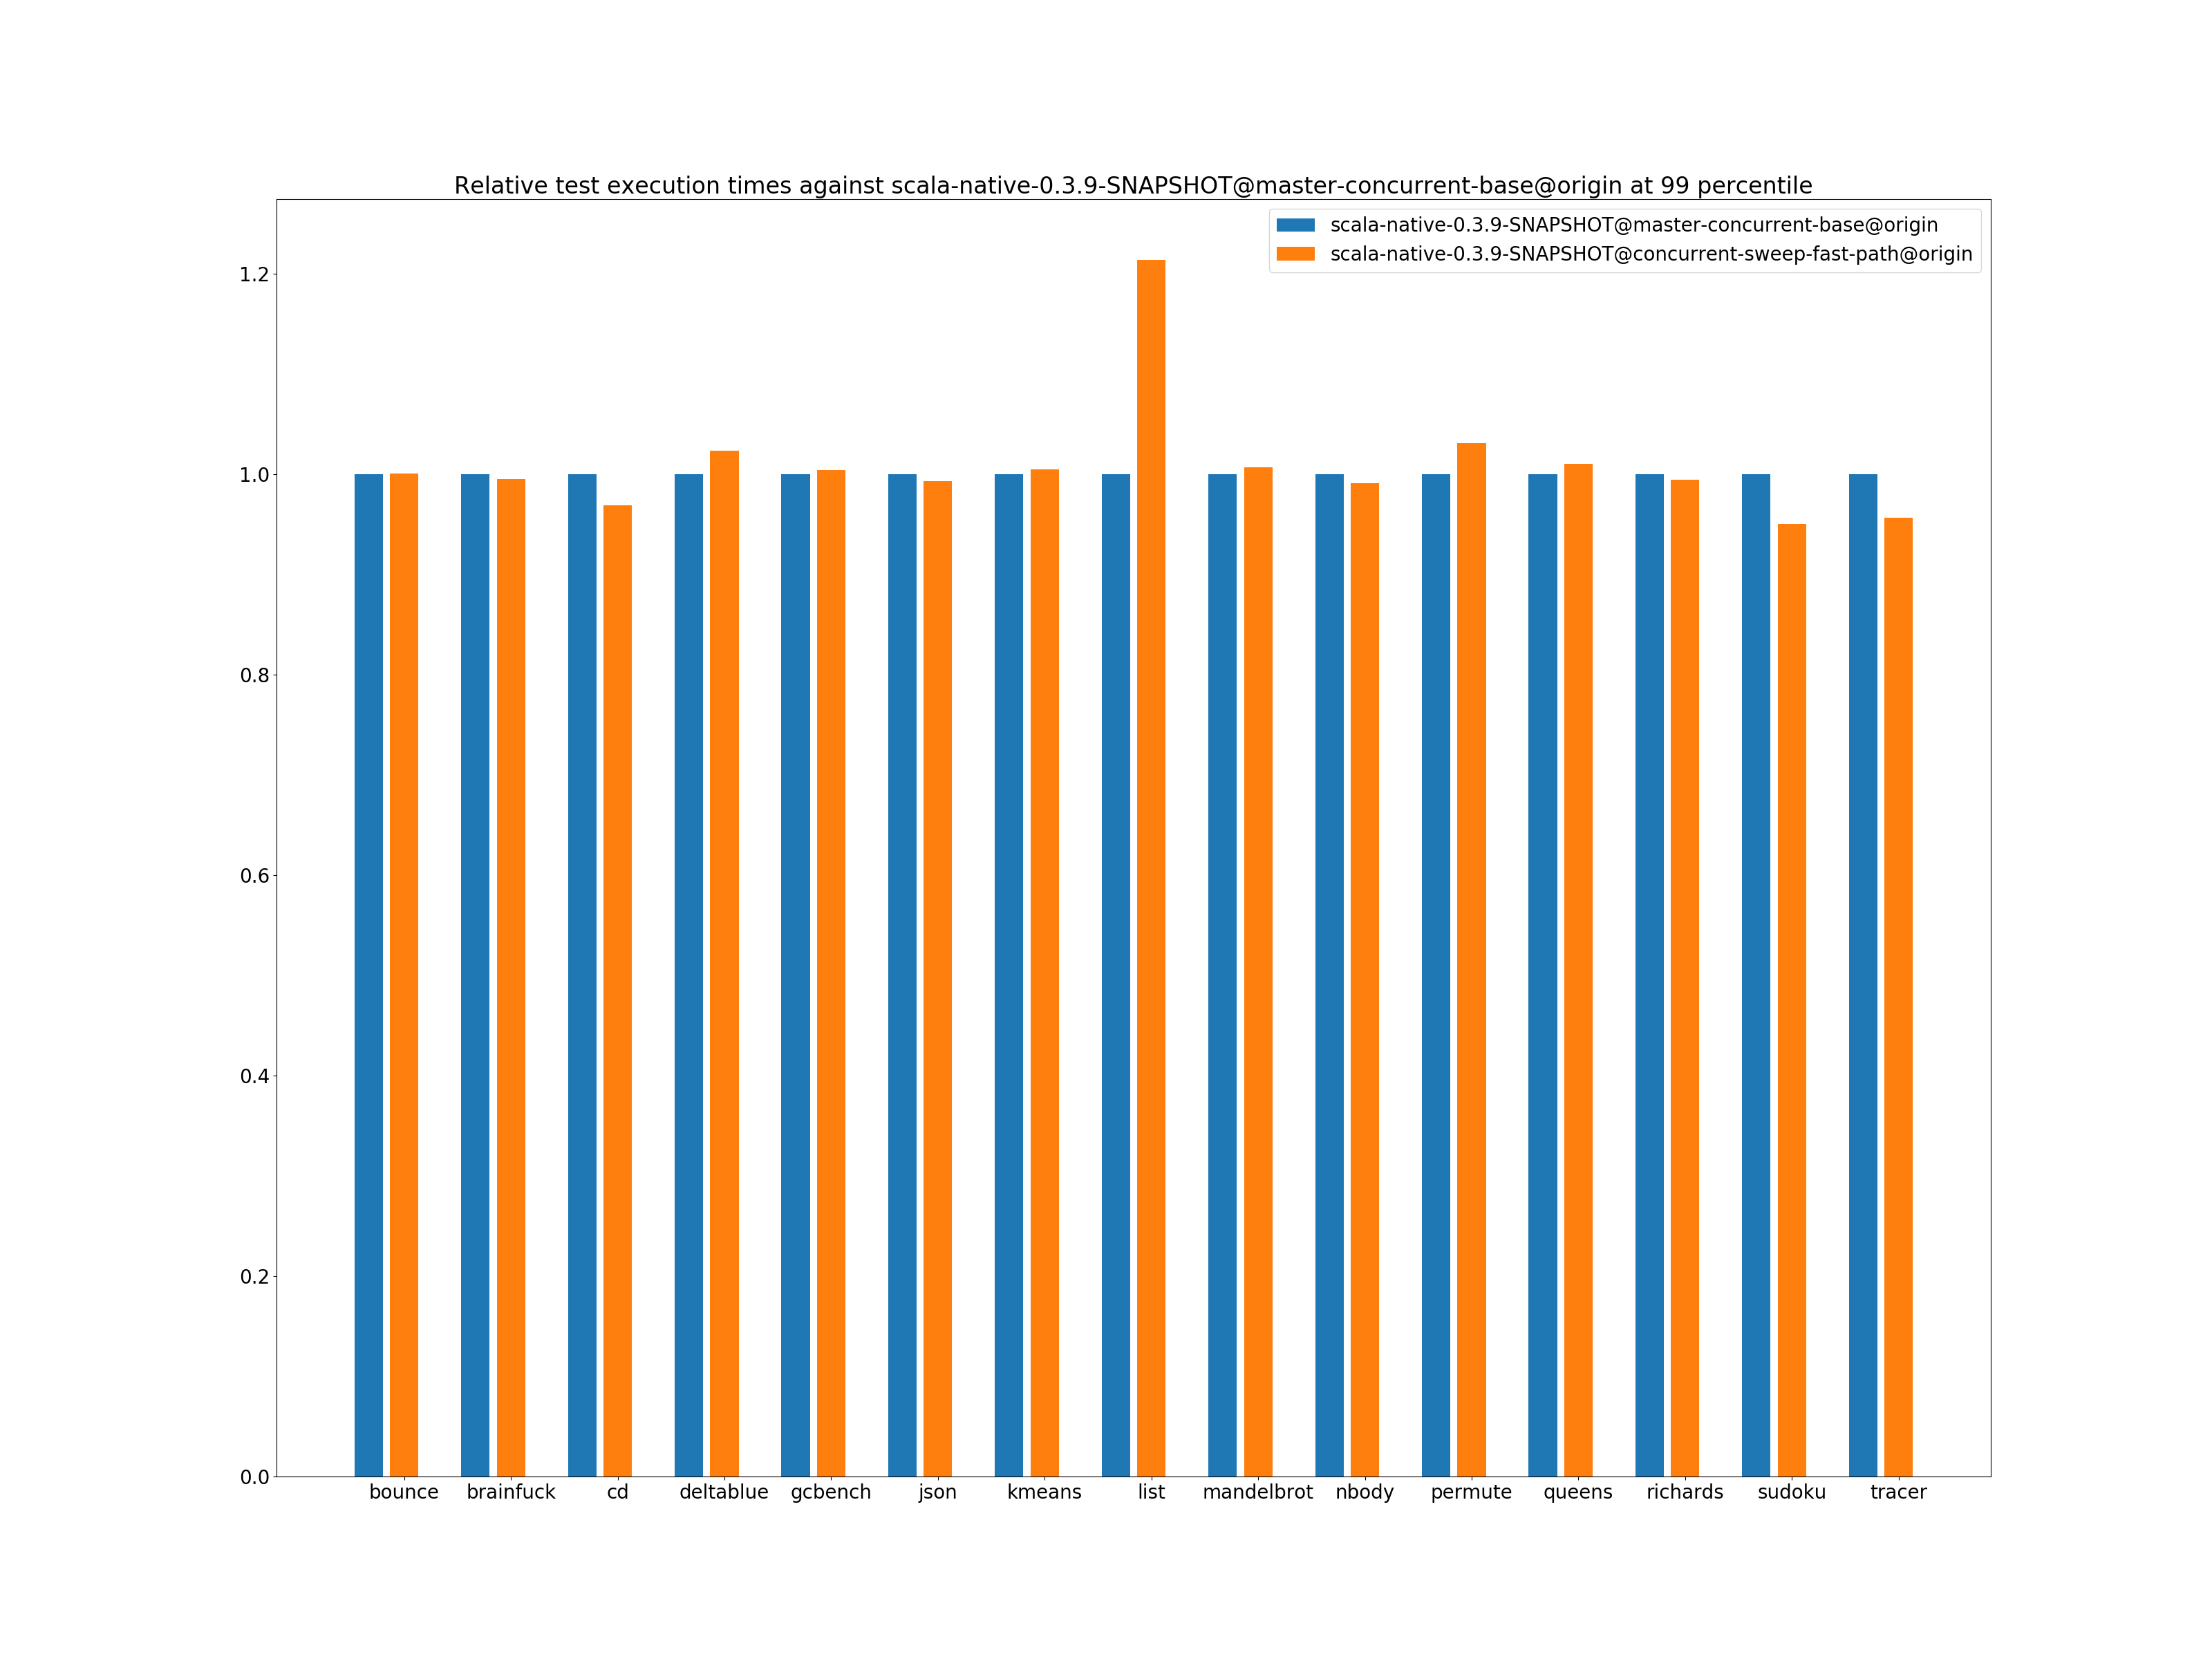 Relative test execution times against scala-native-0.3.9-SNAPSHOT@master-concurrent-base@origin at 99 percentile
scala-native-0.3.9-SNAPSHOT@master-concurrent-base@origin
scala-native-0.3.9-SNAPSHOT@concurrent-sweep-fast-path@origin
1.2
1.0
0.8
0.6
0.4
0.2
0.0
bounce brainfuck cd deltablue gcbench json kmeans list mandelbrot nbody permute queens richards sudoku tracer